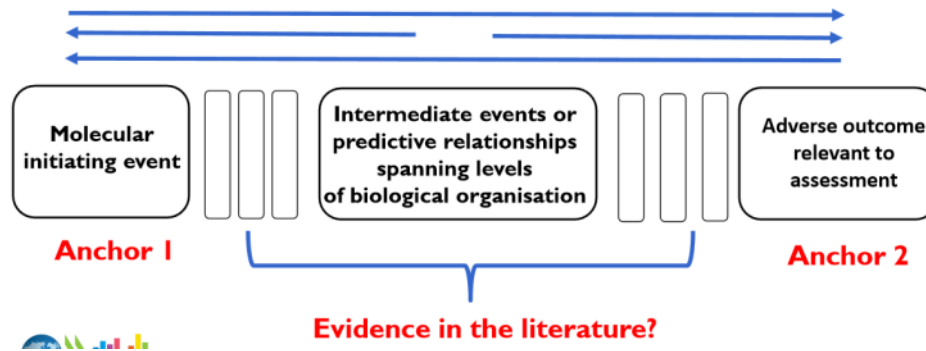 Molecular
initiating event
Intermediate events or
predictive relationships
spanning levels
of biological organisation
Adverse outcome
relevant to
assessment
Anchor 1
Anchor 2
Evidence in the literature?